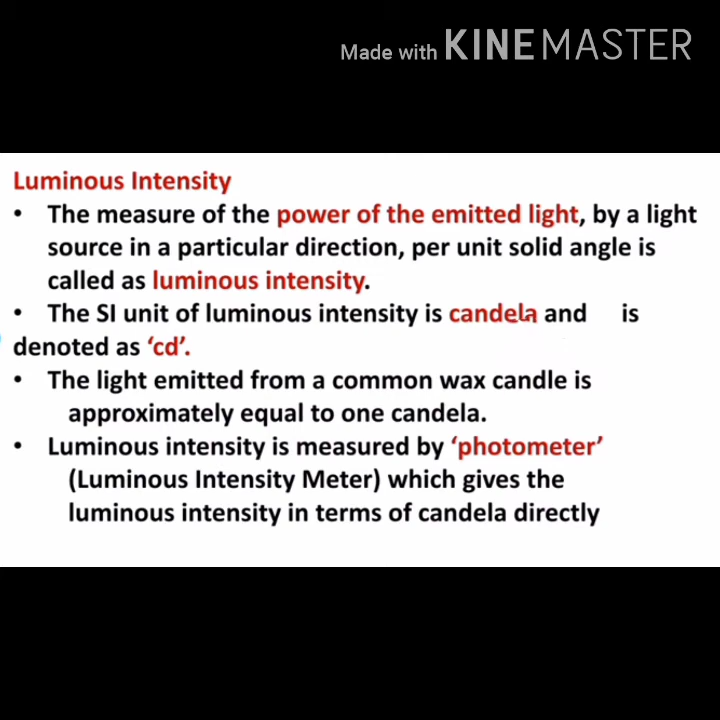 Made with KINEMASTER
Luminous Intensity
• The measure of the power of the emitted light, by a light
source in a particular direction, per unit solid angle is
called as luminous intensity.
• The SI unit of luminous intensity is candela and is
denoted as ‘cd’.
• The light emitted from a common wax candle is
approximately equal to one candela.
• Luminous intensity is measured by ‘photometer’
(Luminous Intensity Meter) which gives the
luminous intensity in terms of candela directly